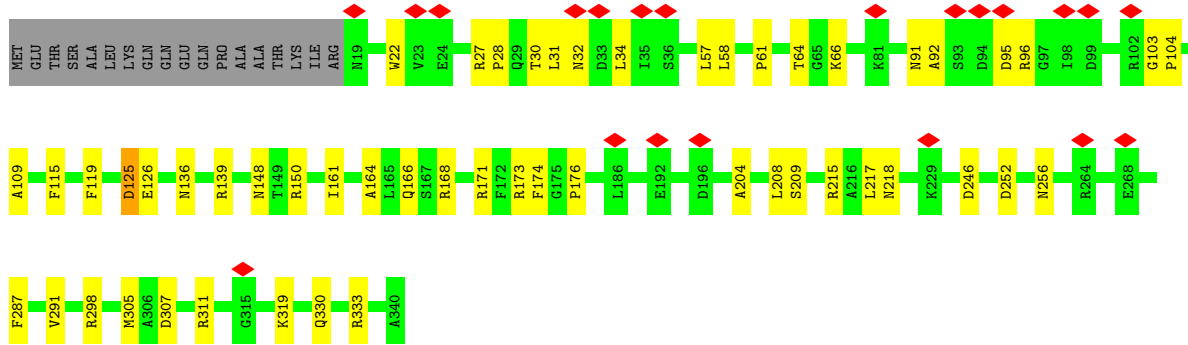 MET GLU THR SER ALA LEU LYS GLN GLN GLU GLN PRO ALA ALA THR LYS ILE ARG N19 W22 V23 E24 R27 P28 Q29 T30 L31 N32 D33 L34 I35 S36 L57 L58 P61 T64 G65 K66 K81 N91 A92 S93 D94 D95 R96 G97 I98 D99 R102 G103 P104
A109 F115 F119 D125 E126 N136 R139 N148 T149 R150 I161 A164 L165 Q166 S167 R168 R171 F172 R173 F174 G175 P176 L186 E192 D196 A204 L208 S209 R215 A216 L217 N218 K229 D246 D252 N256 R264 E268
F287 V291 R298 M305 A306 D307 R311 G315 K319 Q330 R333 A340